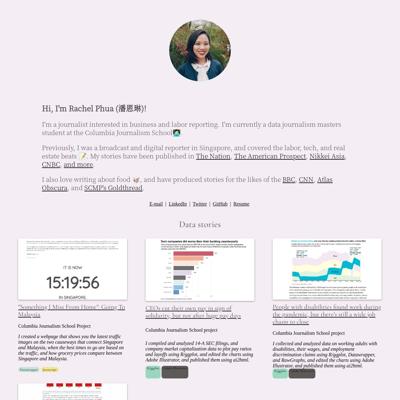 Hi, I'm Rachel Phua (潘恩琳)!
I'm a journalist interested in business and labor reporting. I'm currently a data journalism masters
student at the Columbia Journalism School
Previously, I was a broadcast and digital reporter in Singapore, and covered the labor, tech, and real
estate beats. My stories have been published in The Nation, The American Prospect, Nikkei Asia,
CNBC, and more.
I also love writing about food, and have produced stories for the likes of the BBC, CNN, Atlas
Obscura, and SCMP's Goldthread.
E-mail | LinkedIn | Twitter | GitHub | Resume
Data stories
IT IS NOW
15:19:56
IN SINGAPORE
"Something I Miss From Home": Going To
Malaysia
Columbia Journalism School project
I created a webpage that shows you the latest traffic
images on the two causeways that connect Singapore
and Malaysia, when the best times to go are based on
the traffic, and how grocery prices compare between
Singapore and Malaysia.
CEOs cut their own pay in sign of
solidarity, but not after huge pay days
Columbia Journalism School project
I compiled and analyzed 14-A SEC filings, and
company market capitalization data to plot pay ratios
and layoffs using R/ggplot, and edited the charts using
Adobe Illustrator, and published them using ai2html.
People with disabilities found work during
the pandemic, but there's still a wide job
chasm to close
Columbia Journalism School project
I collected and analyzed data on working adults with
disabilities, their wages, and employment
discrimination claims using R/ggplot, Datawrapper,
and RawGraphs, and edited the charts using Adobe
Illustrator, and published them using ai2html.